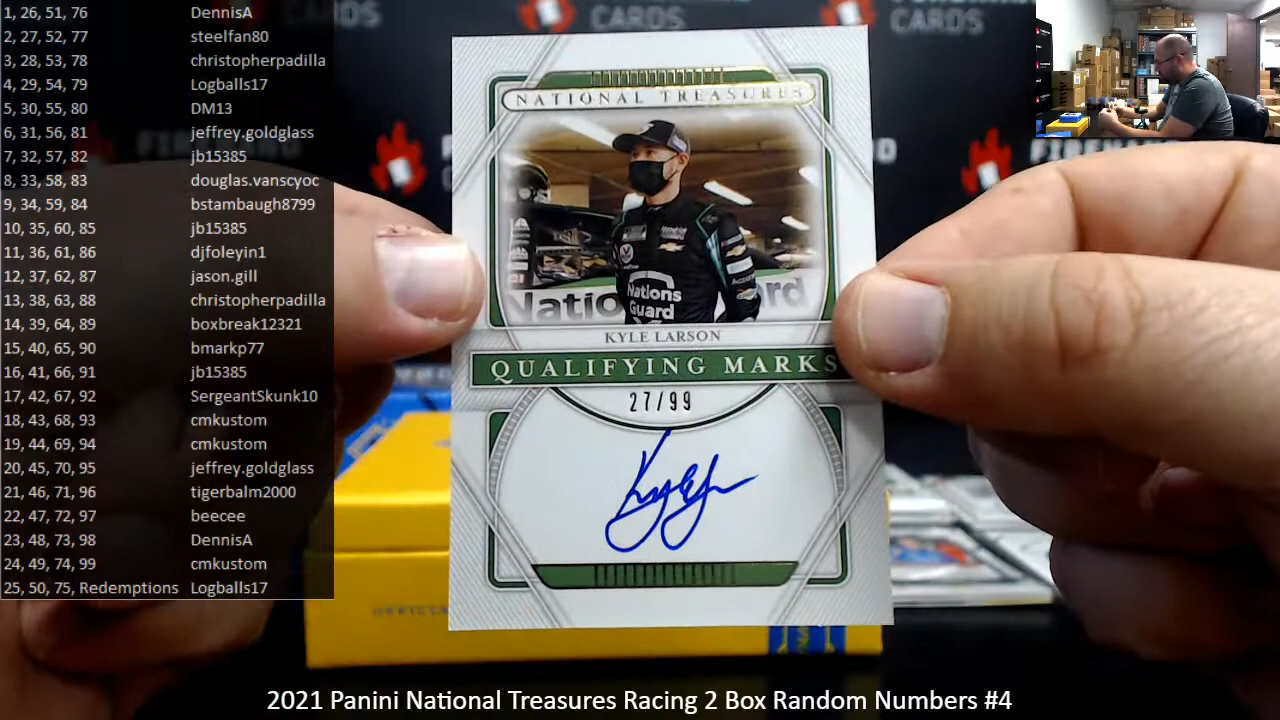 1, 26, 51, 76 DennisA
2, 27, 52, 77 steelfan80
3, 28, 53, 78 christopherpadilla
4, 29, 54, 79 Logballs17
5, 30, 55, 80 DM13
6, 31, 56, 81 jeffrey.goldglass
7, 32, 57, 82 jb15385
8, 33, 58, 83 douglas.vanscyoc
9, 34, 59, 84 bstambaugh8799
10, 35, 60, 85 jb15385
11, 36, 61, 86 djfoleyin1
12, 37, 62, 87 jason.gill
13, 38, 63, 88 christopherpadilla
14, 39, 64, 89 boxbreak12321
15, 40, 65, 90 bmarkp77
16, 41, 66, 91 jb15385
17, 42, 67, 92 SergeantSkunk10
18, 43, 68, 93 cmkustom
19, 44, 69, 94 cmkustom
20, 45, 70, 95 jeffrey.goldglass
21, 46, 71, 96 tigerbalm2000
22, 47, 72, 97 beecee
23, 48, 73, 98 DennisA
24, 49, 74, 99 cmkustom
25, 50, 75, Redemptions Logballs17
CARDS
CARDS
NATIONAL TREASURES
Nations
Guard
KYLE LARSON
QUALIFYING MARKS
27/99
2021 Panini National Treasures Racing 2 Box Random Numbers #4